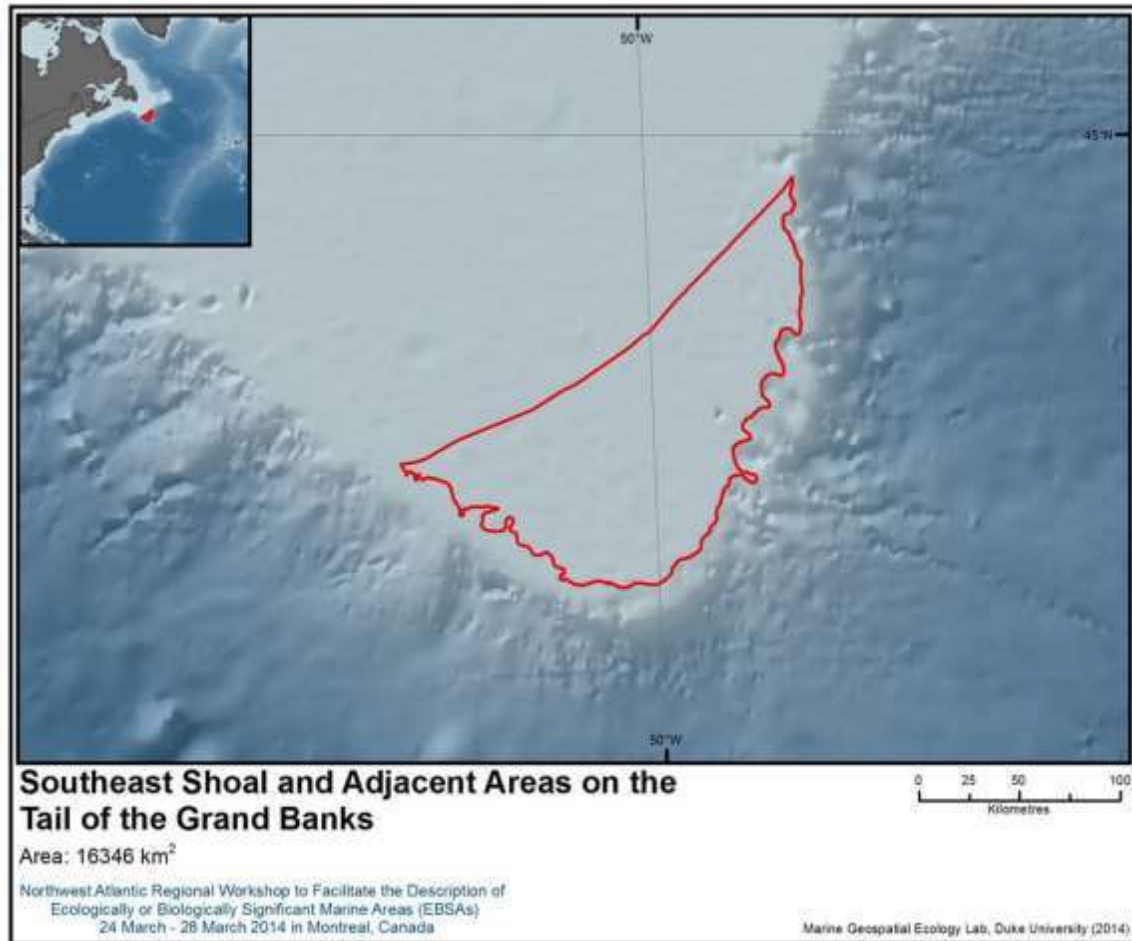 50°W
45°N
50°W
Southeast Shoal and Adjacent Areas on the
Tail of the Grand Banks
Area: 16346 km²
0 25 50 100
Kilometres
Northwest Atlantic Regional Workshop to Facilitate the Description of
Ecologically or Biologically Significant Marine Areas (EBSAs)
24 March - 28 March 2014 in Montreal, Canada
Marine Geospatial Ecology Lab, Duke University (2014)